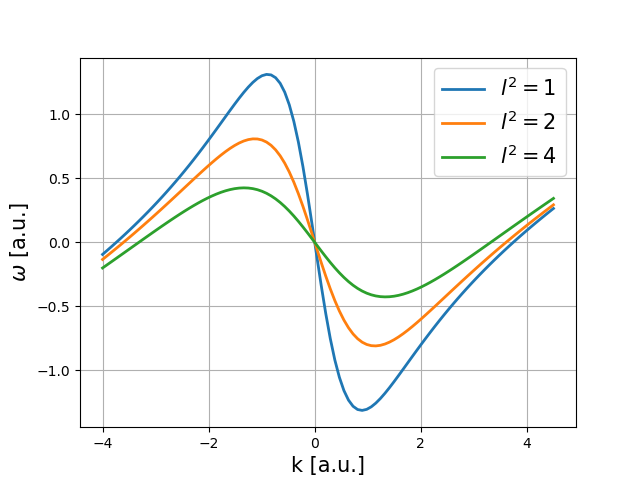 l² = 1
l² = 2
l² = 4
1.0
0.5
0.0
−0.5
−1.0
ω [a.u.]
−4 −2 0 2 4
k [a.u.]